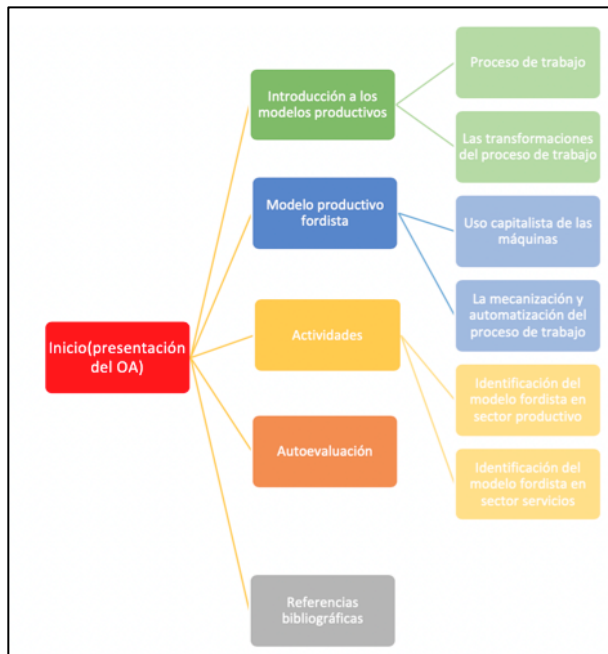 Inicio(presentación
del OA)
Introducción a los
modelos productivos
Proceso de trabajo
Las transformaciones
del proceso de trabajo
Modelo productivo
fordista
Uso capitalista de las
máquinas
La mecanización y
automatización del
proceso de trabajo
Actividades
Identificación del
modelo fordista en
sector productivo
Identificación del
modelo fordista en
sector servicios
Autoevaluación
Referencias
bibliográficas